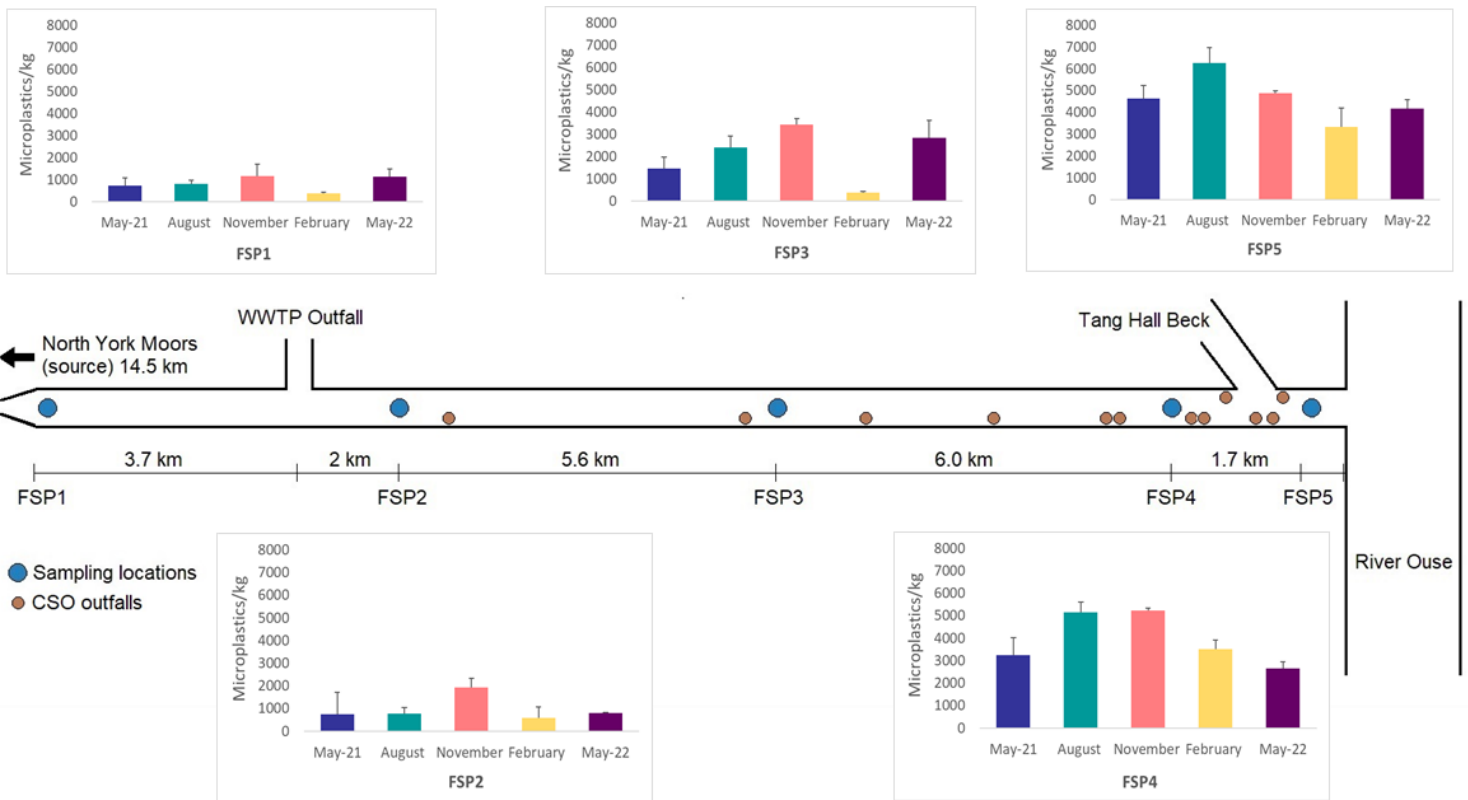 8000
7000
6000
5000
4000
3000
2000
1000
0
Microplastics/kg
May-21 August November February May-22
FSP1
8000
7000
6000
5000
4000
3000
2000
1000
0
Microplastics/kg
May-21 August November February May-22
FSP3
8000
7000
6000
5000
4000
3000
2000
1000
0
Microplastics/kg
May-21 August November February May-22
FSP5
WWTP Outfall
Tang Hall Beck
North York Moors
(source) 14.5 km
3.7 km 2 km 5.6 km 6.0 km 1.7 km
FSP1 FSP2 FSP3 FSP4 FSP5
River Ouse
Sampling locations
CSO outfalls
8000
7000
6000
5000
4000
3000
2000
1000
0
Microplastics/kg
May-21 August November February May-22
FSP2
8000
7000
6000
5000
4000
3000
2000
1000
0
Microplastics/kg
May-21 August November February May-22
FSP4